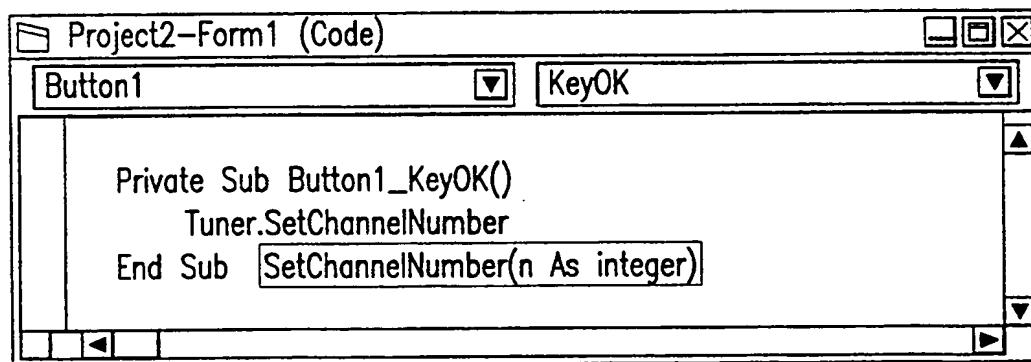 Project2-Form1 (Code)
Button1 KeyOK
Private Sub Button1_KeyOK()
Tuner.SetChannelNumber
End Sub SetChannelNumber(n As integer)